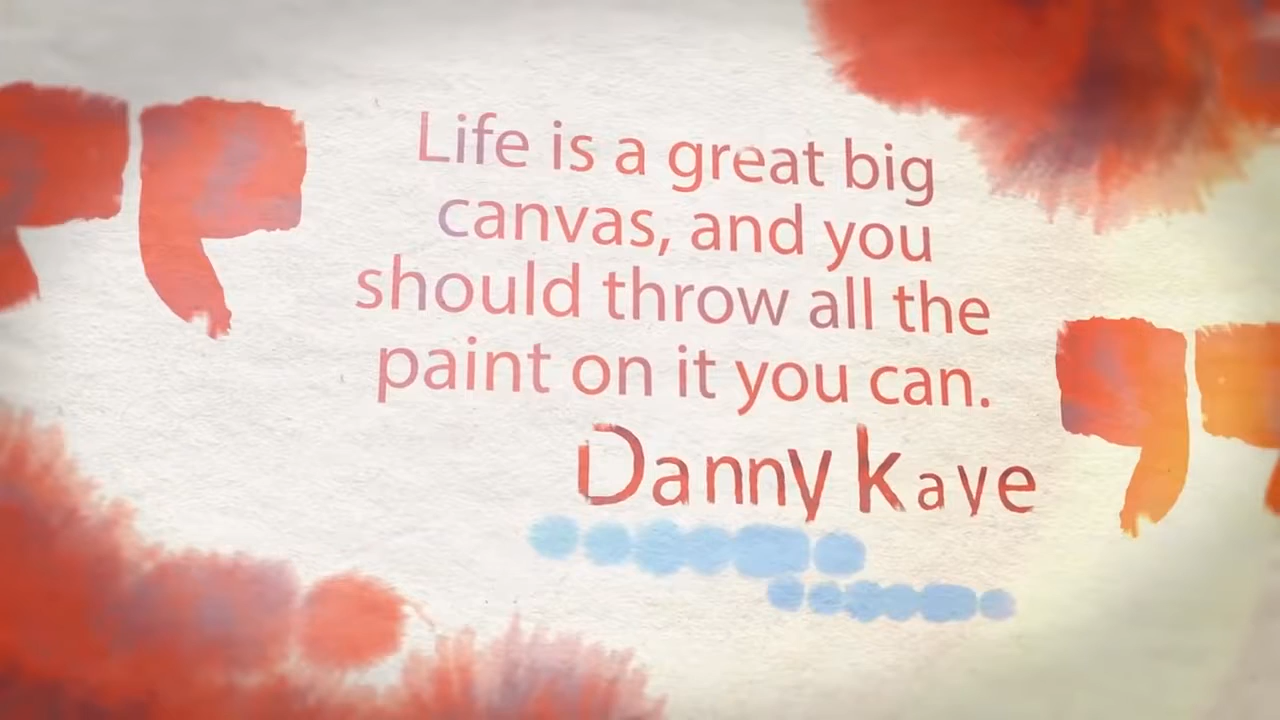 Life is a great big
canvas, and you
should throw all the
paint on it you can.
Danny Kaye